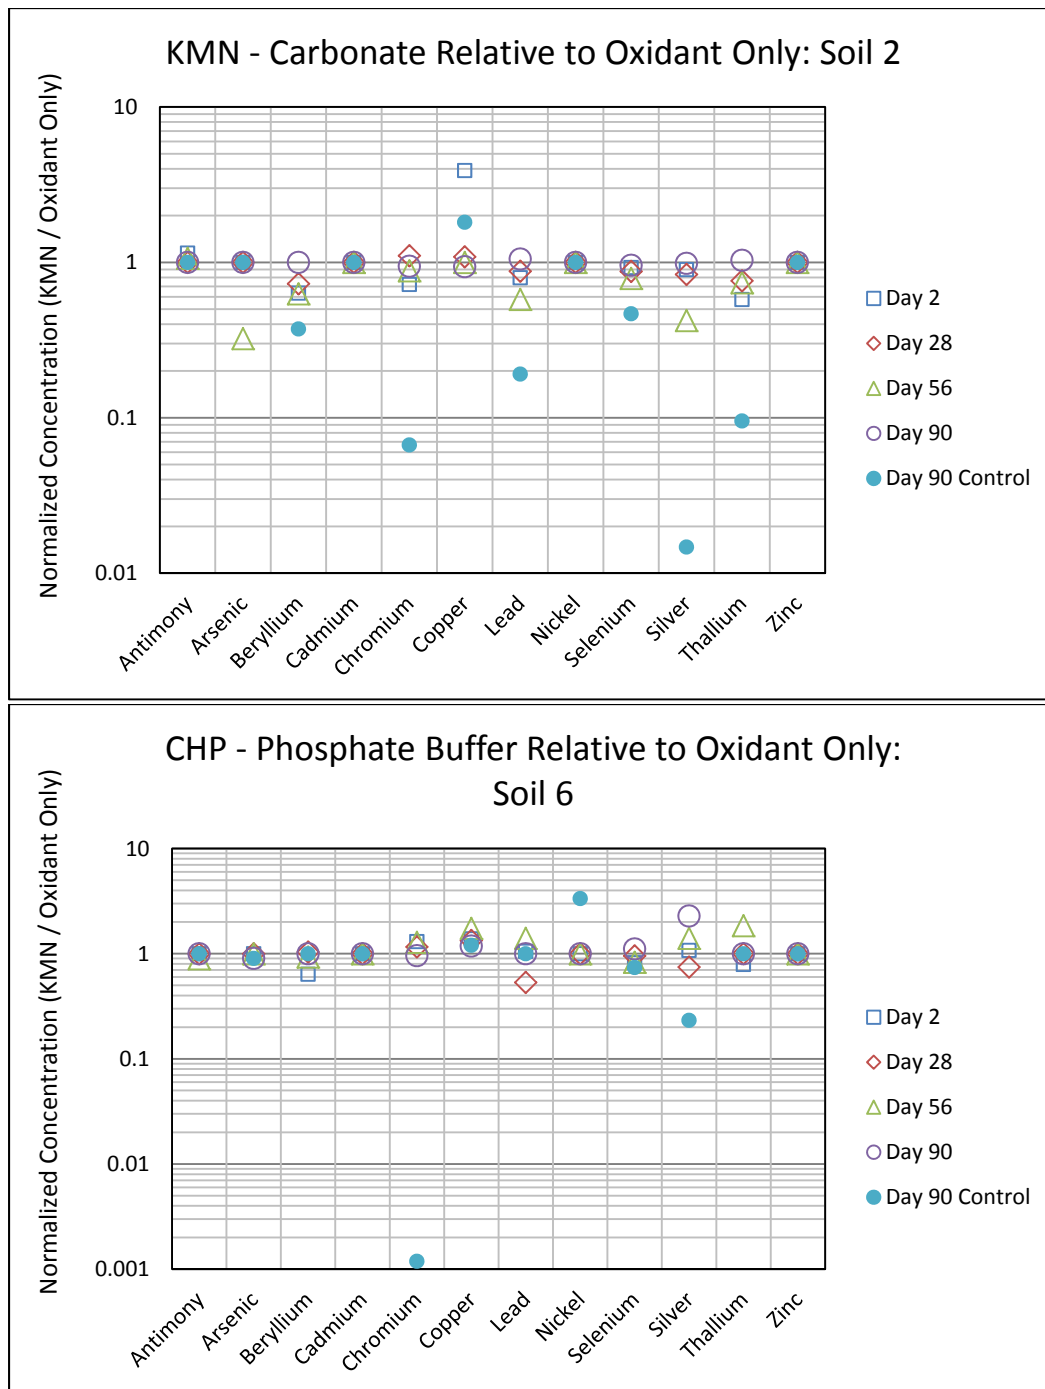 KMN - Carbonate Relative to Oxidant Only: Soil 2
Normalized Concentration (KMN / Oxidant Only)
10
1
0.1
0.01
Antimony
Arsenic
Beryllium
Cadmium
Chromium
Copper
Lead
Nickel
Selenium
Silver
Thallium
Zinc
Day 2
Day 28
Day 56
Day 90
Day 90 Control
CHP - Phosphate Buffer Relative to Oxidant Only:
Soil 6
Normalized Concentration (KMN / Oxidant Only)
10
1
0.1
0.01
0.001
Antimony
Arsenic
Beryllium
Cadmium
Chromium
Copper
Lead
Nickel
Selenium
Silver
Thallium
Zinc
Day 2
Day 28
Day 56
Day 90
Day 90 Control